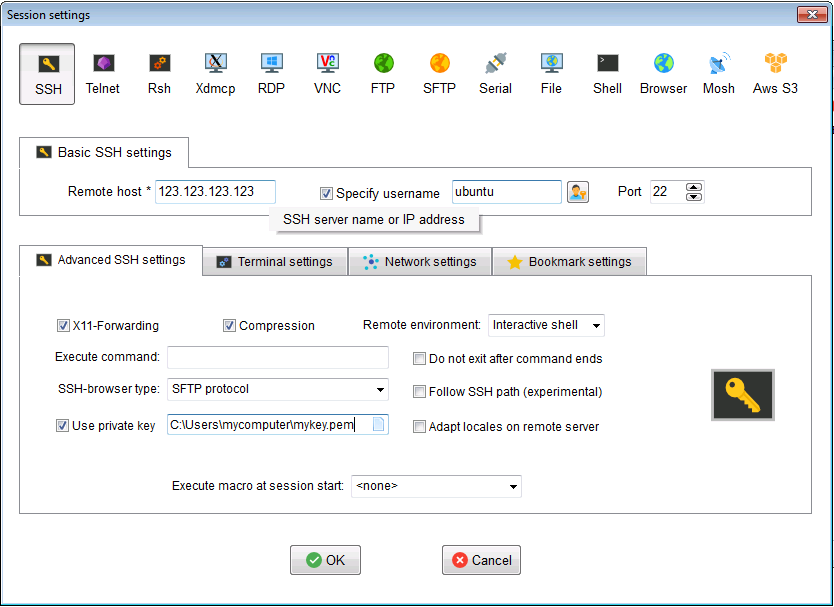 Session settings
SSH Telnet Rsh Xdmcp RDP VNC FTP SFTP Serial File Shell Browser Mosh Aws S3
Basic SSH settings
Remote host * 123.123.123.123 Specify username ubuntu Port 22
SSH server name or IP address
Advanced SSH settings Terminal settings Network settings Bookmark settings
X11-Forwarding Compression Remote environment: Interactive shell
Execute command: Do not exit after command ends
SSH-browser type: SFTP protocol Follow SSH path (experimental)
Use private key C:\Users\mycomputer\mykey.pem Adapt locales on remote server
Execute macro at session start: <none>
OK Cancel